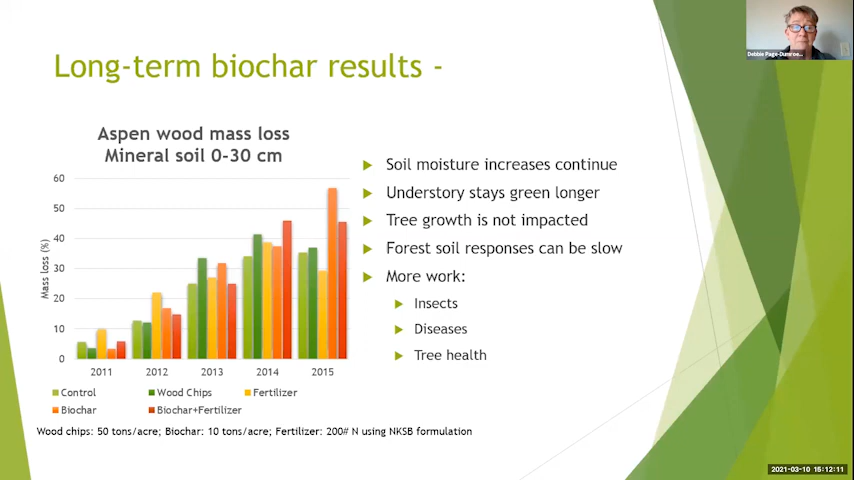 Long-term biochar results -
Debbie Page-Dumroe...
Aspen wood mass loss
Mineral soil 0-30 cm
60
50
40
30
20
10
0
Mass loss (%)
2011 2012 2013 2014 2015
Control Wood Chips Fertilizer
Biochar Biochar+Fertilizer
Wood chips: 50 tons/acre; Biochar: 10 tons/acre; Fertilizer: 200# N using NKSB formulation
Soil moisture increases continue
Understory stays green longer
Tree growth is not impacted
Forest soil responses can be slow
More work:
Insects
Diseases
Tree health
2021-03-10 15:12:11